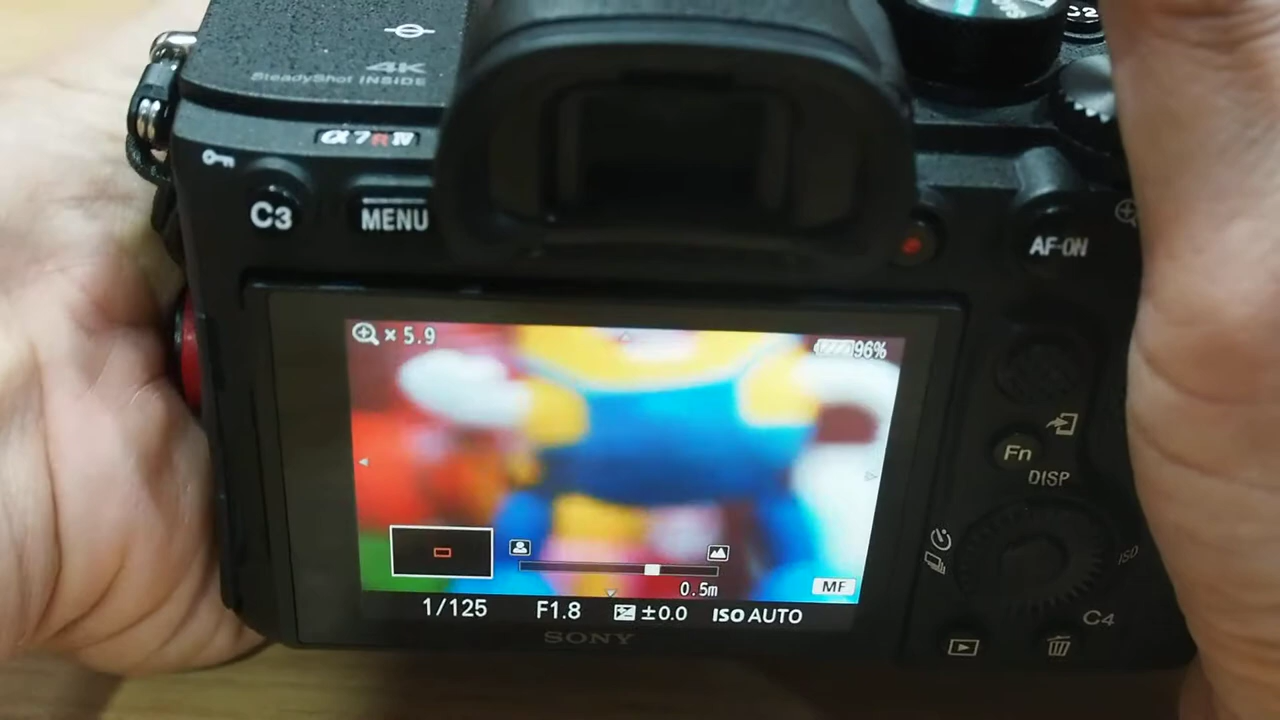 C2
4K
SteadyShot INSIDE
α7RIV
C3
MENU
AF-ON
× 5.9
96%
Fn
DISP
0.5m
MF
1/125
F1.8
±0.0
ISO AUTO
ISO
C4
SONY